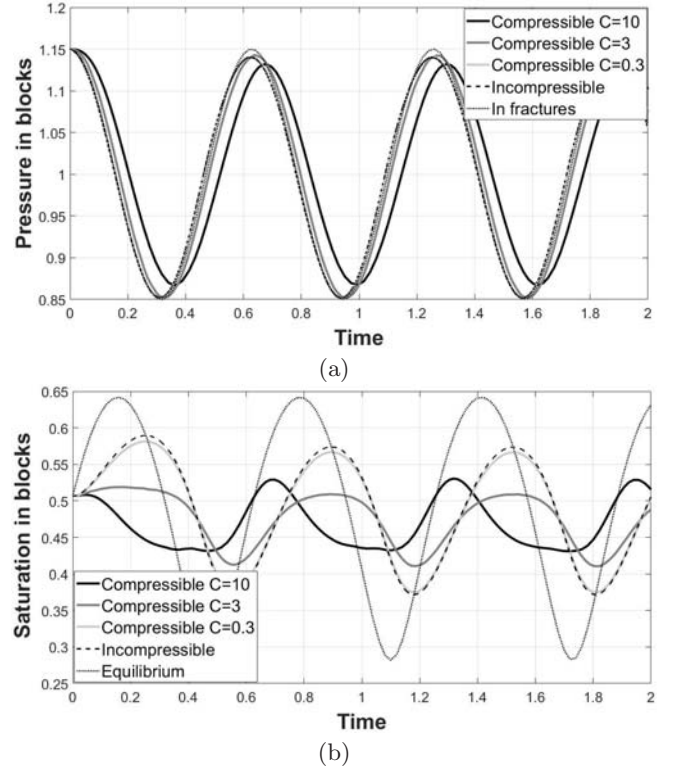 1.15
1.2
1.15
1.1
1.05
1
0.95
0.9
0.85
Pressure in blocks
Compressible C=10
Compressible C=3
Compressible C=0.3
Incompressible
In fractures
0 0.2 0.4 0.6 0.8 1 1.2 1.4 1.6 1.8 2
Time
(a)
0.65
0.6
0.55
0.5
0.45
0.4
0.35
0.3
0.25
Saturation in blocks
Compressible C=10
Compressible C=3
Compressible C=0.3
Incompressible
Equilibrium
0 0.2 0.4 0.6 0.8 1 1.2 1.4 1.6 1.8 2
Time
(b)